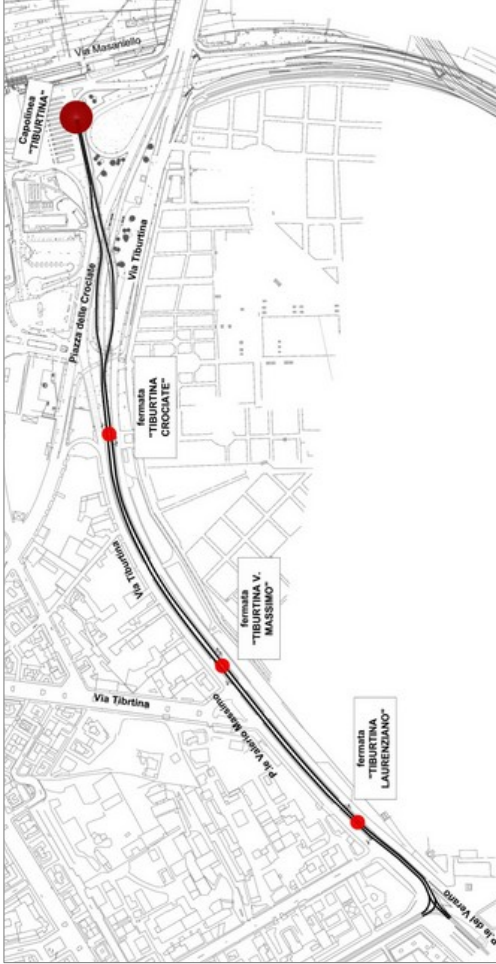 Via Masaniello
Capolinea
"TIBURTINA"
Piazza delle Crociate
Via Tiburtina
fermata
"TIBURTINA
CROCIATE"
Via Tiburtina
fermata
"TIBURTINA V.
MASSIMO"
Via Tibrtina
P.le Valerio Massimo
fermata
"TIBURTINA
LAURENZIANO"
P.le del Verano